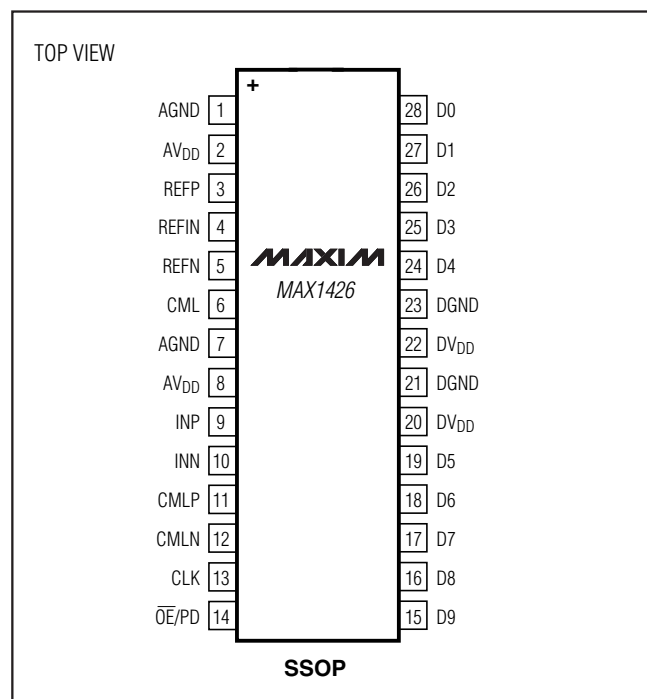 TOP VIEW
+
AGND 1 28 D0
AVDD 2 27 D1
REFP 3 26 D2
REFIN 4 25 D3
REFN 5 MAXIM 24 D4
CML 6 MAX1426 23 DGND
AGND 7 22 DVDD
AVDD 8 21 DGND
INP 9 20 DVDD
INN 10 19 D5
CMLP 11 18 D6
CMLN 12 17 D7
CLK 13 16 D8
O̅E̅/PD 14 15 D9
SSOP